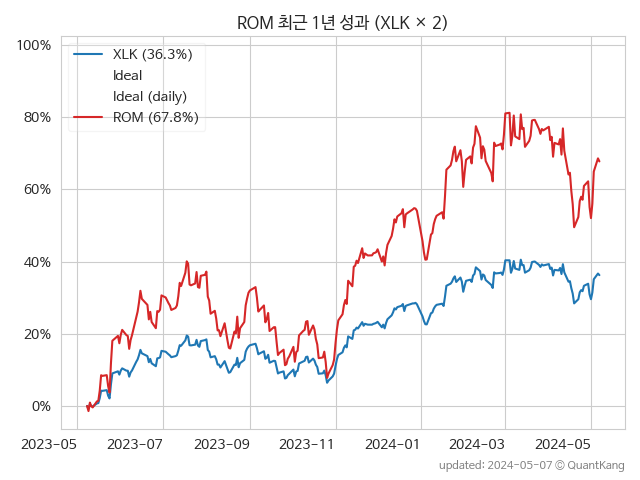 ROM 최근 1년 성과 (XLK × 2)
100%
80%
60%
40%
20%
0%
XLK (36.3%)
Ideal
Ideal (daily)
ROM (67.8%)
2023-05 2023-07 2023-09 2023-11 2024-01 2024-03 2024-05
updated: 2024-05-07 © QuantKang